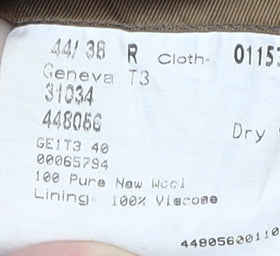 44/ 38 R Cloth- 01157
Geneva T3
31034
448056
Dry
GE1T3 40
00065794
100 Pure New Wool
Lining- 100% Viscose
44805600110